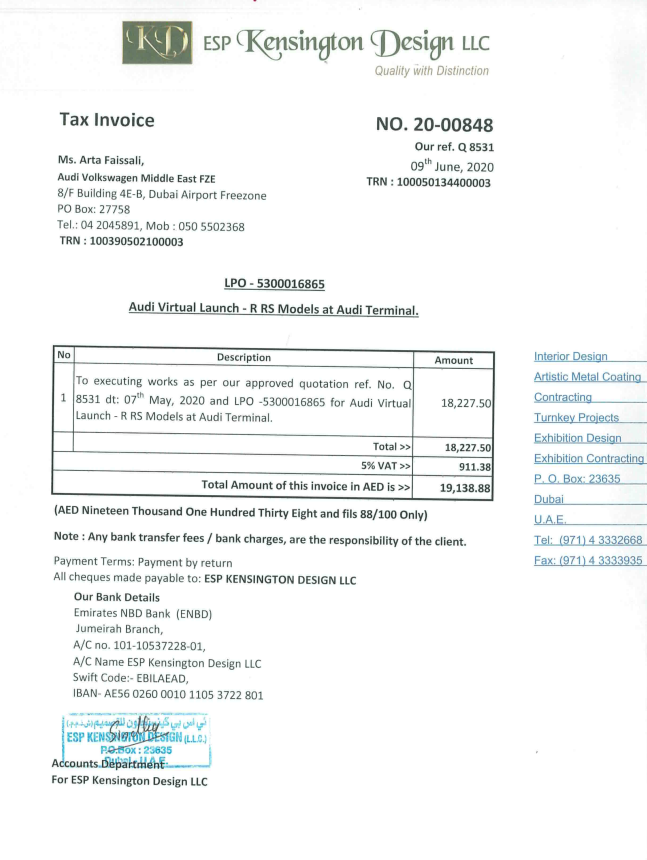 KD ESP Kensington Design LLC
Quality with Distinction
Tax Invoice
NO. 20-00848
Our ref. Q 8531
09th June, 2020
TRN : 100050134400003
Ms. Arta Faissali,
Audi Volkswagen Middle East FZE
8/F Building 4E-B, Dubai Airport Freezone
PO Box: 27758
Tel.: 04 2045891, Mob : 050 5502368
TRN : 100390502100003
LPO - 5300016865
Audi Virtual Launch - R RS Models at Audi Terminal.
No Description Amount
1 To executing works as per our approved quotation ref. No. Q
8531 dt: 07th May, 2020 and LPO -5300016865 for Audi Virtual
Launch - R RS Models at Audi Terminal.
18,227.50
Total >> 18,227.50
5% VAT >> 911.38
Total Amount of this invoice in AED is >> 19,138.88
(AED Nineteen Thousand One Hundred Thirty Eight and fils 88/100 Only)
Note : Any bank transfer fees / bank charges, are the responsibility of the client.
Payment Terms: Payment by return
All cheques made payable to: ESP KENSINGTON DESIGN LLC
Our Bank Details
Emirates NBD Bank (ENBD)
Jumeirah Branch,
A/C no. 101-10537228-01,
A/C Name ESP Kensington Design LLC
Swift Code:- EBILAEAD,
IBAN- AE56 0260 0010 1105 3722 801
ESP KENSINGTON DESIGN (L.L.C.)
P.O.Box : 23635
Dubai - U.A.E.
Accounts Department
For ESP Kensington Design LLC
Interior Design
Artistic Metal Coating
Contracting
Turnkey Projects
Exhibition Design
Exhibition Contracting
P. O. Box: 23635
Dubai
U.A.E.
Tel: (971) 4 3332668
Fax: (971) 4 3333935